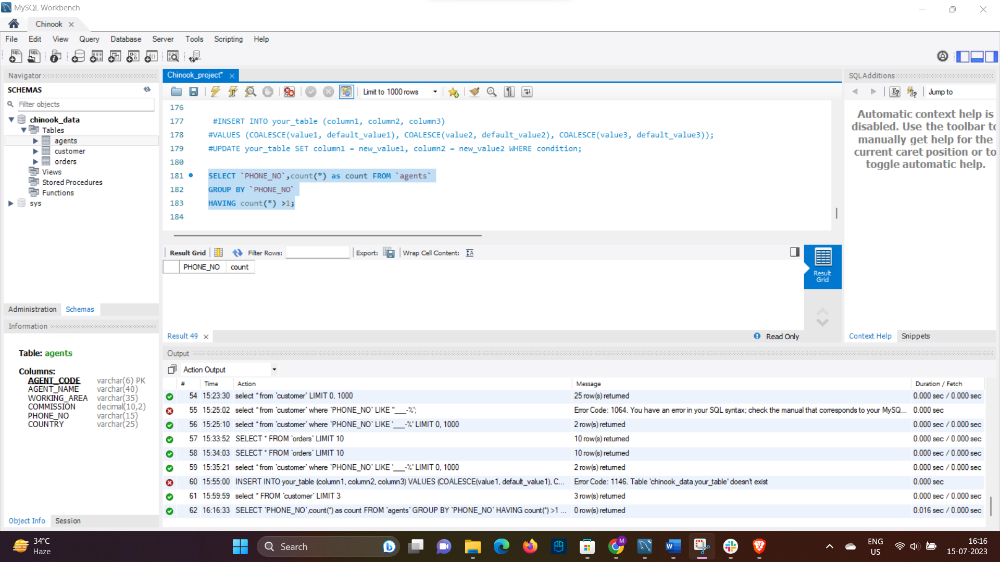 MySQL Workbench
Chinook
File Edit View Query Database Server Tools Scripting Help
Navigator
SCHEMAS
Filter objects
chinook_data
Tables
agents
customer
orders
Views
Stored Procedures
Functions
sys
Administration Schemas
Information
Table: agents
Columns:
AGENT_CODE varchar(6) PK
AGENT_NAME varchar(40)
WORKING_AREA varchar(35)
COMMISSION decimal(10,2)
PHONE_NO varchar(15)
COUNTRY varchar(25)
Object Info Session
Chinook_project*
Limit to 1000 rows
176
177 #INSERT INTO your_table (column1, column2, column3)
178 #VALUES (COALESCE(value1, default_value1), COALESCE(value2, default_value2), COALESCE(value3, default_value3));
179 #UPDATE your_table SET column1 = new_value1, column2 = new_value2 WHERE condition;
180
181 SELECT `PHONE_NO`,count(*) as count FROM `agents`
182 GROUP BY `PHONE_NO`
183 HAVING count(*) >1;
184
Result Grid Filter Rows: Export: Wrap Cell Content:
PHONE_NO count
Result Grid
Result 49 Read Only
SQLAdditions
Jump to
Automatic context help is
disabled. Use the toolbar to
manually get help for the
current caret position or to
toggle automatic help.
Context Help Snippets
Output
Action Output
# Time Action Message Duration / Fetch
54 15:23:30 select * from `customer` LIMIT 0, 1000 25 row(s) returned 0.000 sec / 0.000 sec
55 15:25:02 select * from `customer` where `PHONE_NO` LIKE ''___-%'; Error Code: 1064. You have an error in your SQL syntax; check the manual that corresponds to your MySQ... 0.000 sec
56 15:25:10 select * from `customer` where `PHONE_NO` LIKE '___-%' LIMIT 0, 1000 2 row(s) returned 0.000 sec / 0.000 sec
57 15:33:52 SELECT * FROM `orders` LIMIT 10 10 row(s) returned 0.000 sec / 0.000 sec
58 15:34:03 SELECT * FROM `orders` LIMIT 10 10 row(s) returned 0.000 sec / 0.000 sec
59 15:35:21 select * from `customer` where `PHONE_NO` LIKE '___-%' LIMIT 0, 1000 2 row(s) returned 0.000 sec / 0.000 sec
60 15:55:00 INSERT INTO your_table (column1, column2, column3) VALUES (COALESCE(value1, default_value1), C... Error Code: 1146. Table 'chinook_data.your_table' doesn't exist 0.000 sec
61 15:59:59 select * FROM `customer` LIMIT 3 3 row(s) returned 0.000 sec / 0.000 sec
62 16:16:33 SELECT `PHONE_NO`,count(*) as count FROM `agents` GROUP BY `PHONE_NO` HAVING count(*) >1 ... 0 row(s) returned 0.016 sec / 0.000 sec
34°C
Haze
Search
ENG
US
16:16
15-07-2023